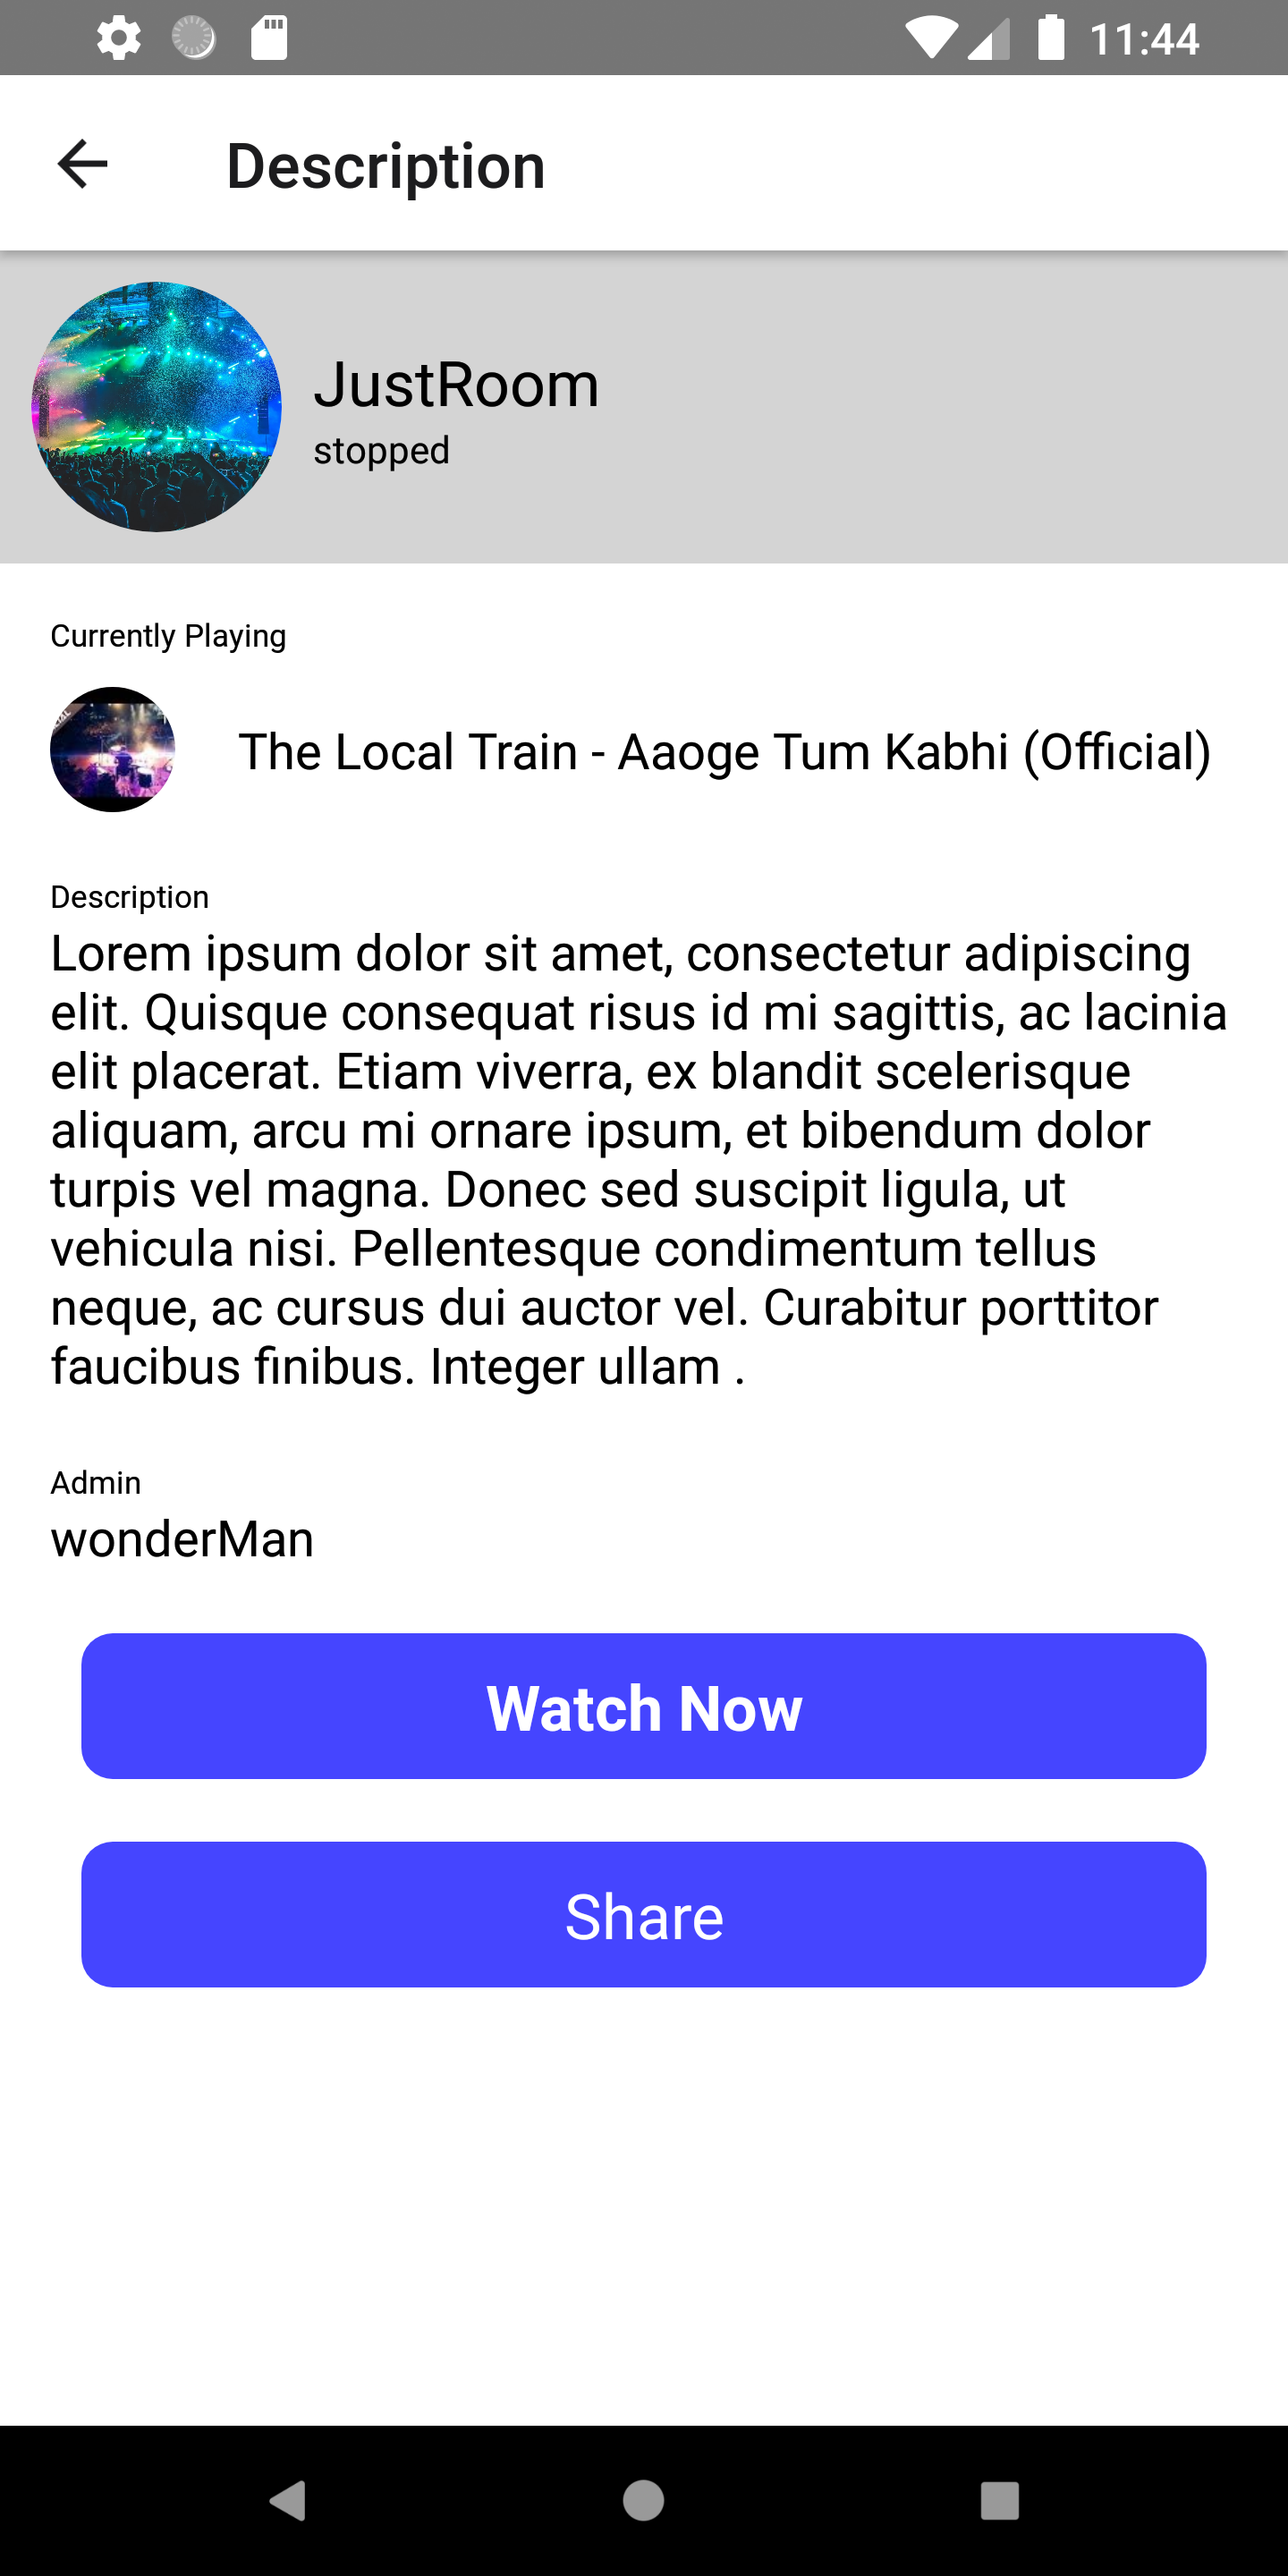 11:44
Description
JustRoom
stopped
Currently Playing
The Local Train - Aaoge Tum Kabhi (Official)
Description
Lorem ipsum dolor sit amet, consectetur adipiscing
elit. Quisque consequat risus id mi sagittis, ac lacinia
elit placerat. Etiam viverra, ex blandit scelerisque
aliquam, arcu mi ornare ipsum, et bibendum dolor
turpis vel magna. Donec sed suscipit ligula, ut
vehicula nisi. Pellentesque condimentum tellus
neque, ac cursus dui auctor vel. Curabitur porttitor
faucibus finibus. Integer ullam .
Admin
wonderMan
Watch Now
Share